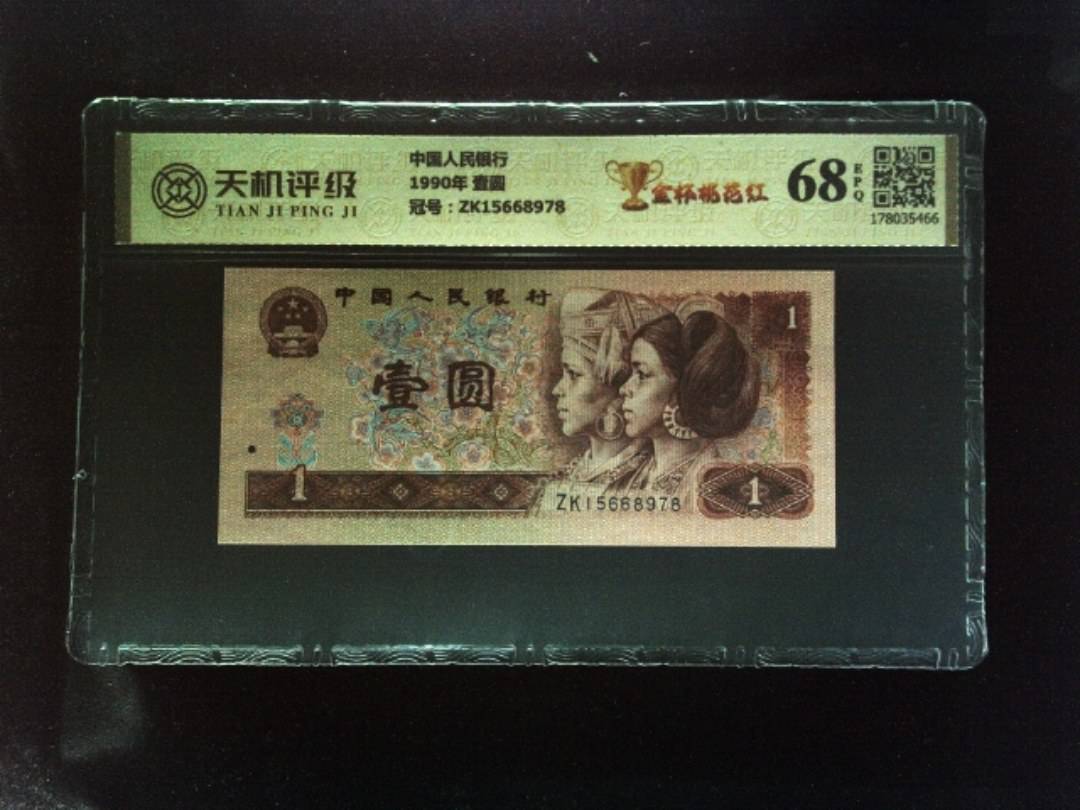 天机评级
TIAN JI PING JI
中国人民银行
1990年 壹圆
冠号：ZK15668978
金杯桃花红
68
EPQ
178035466
中国人民银行
1
壹圆
1
ZK15668978
1